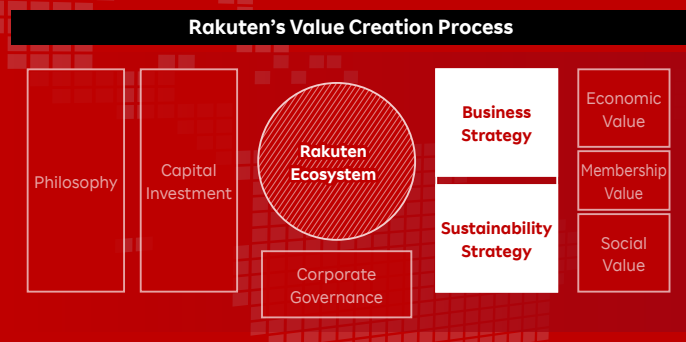 Rakuten’s Value Creation Process
Philosophy
Capital
Investment
Rakuten
Ecosystem
Corporate
Governance
Business
Strategy
Sustainability
Strategy
Economic
Value
Membership
Value
Social
Value